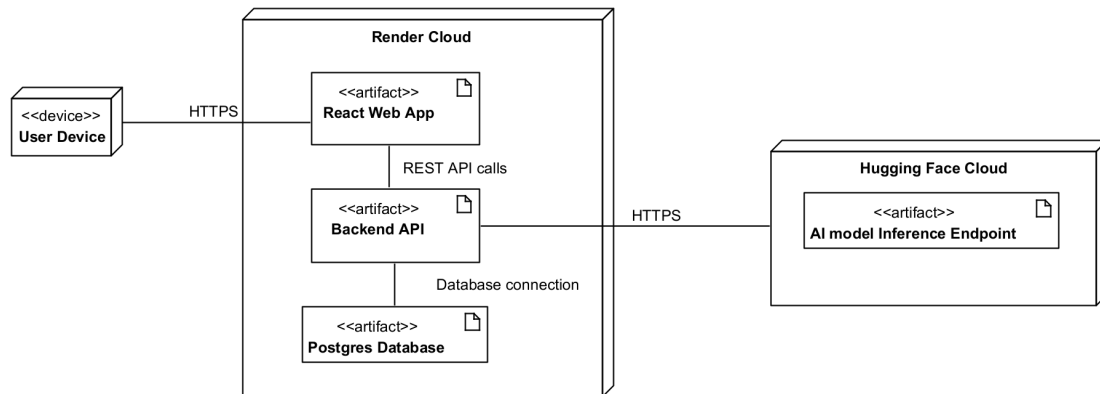 Render Cloud
<<artifact>>
React Web App
HTTPS
<<device>>
User Device
REST API calls
Hugging Face Cloud
<<artifact>>
Backend API
HTTPS
<<artifact>>
AI model Inference Endpoint
Database connection
<<artifact>>
Postgres Database